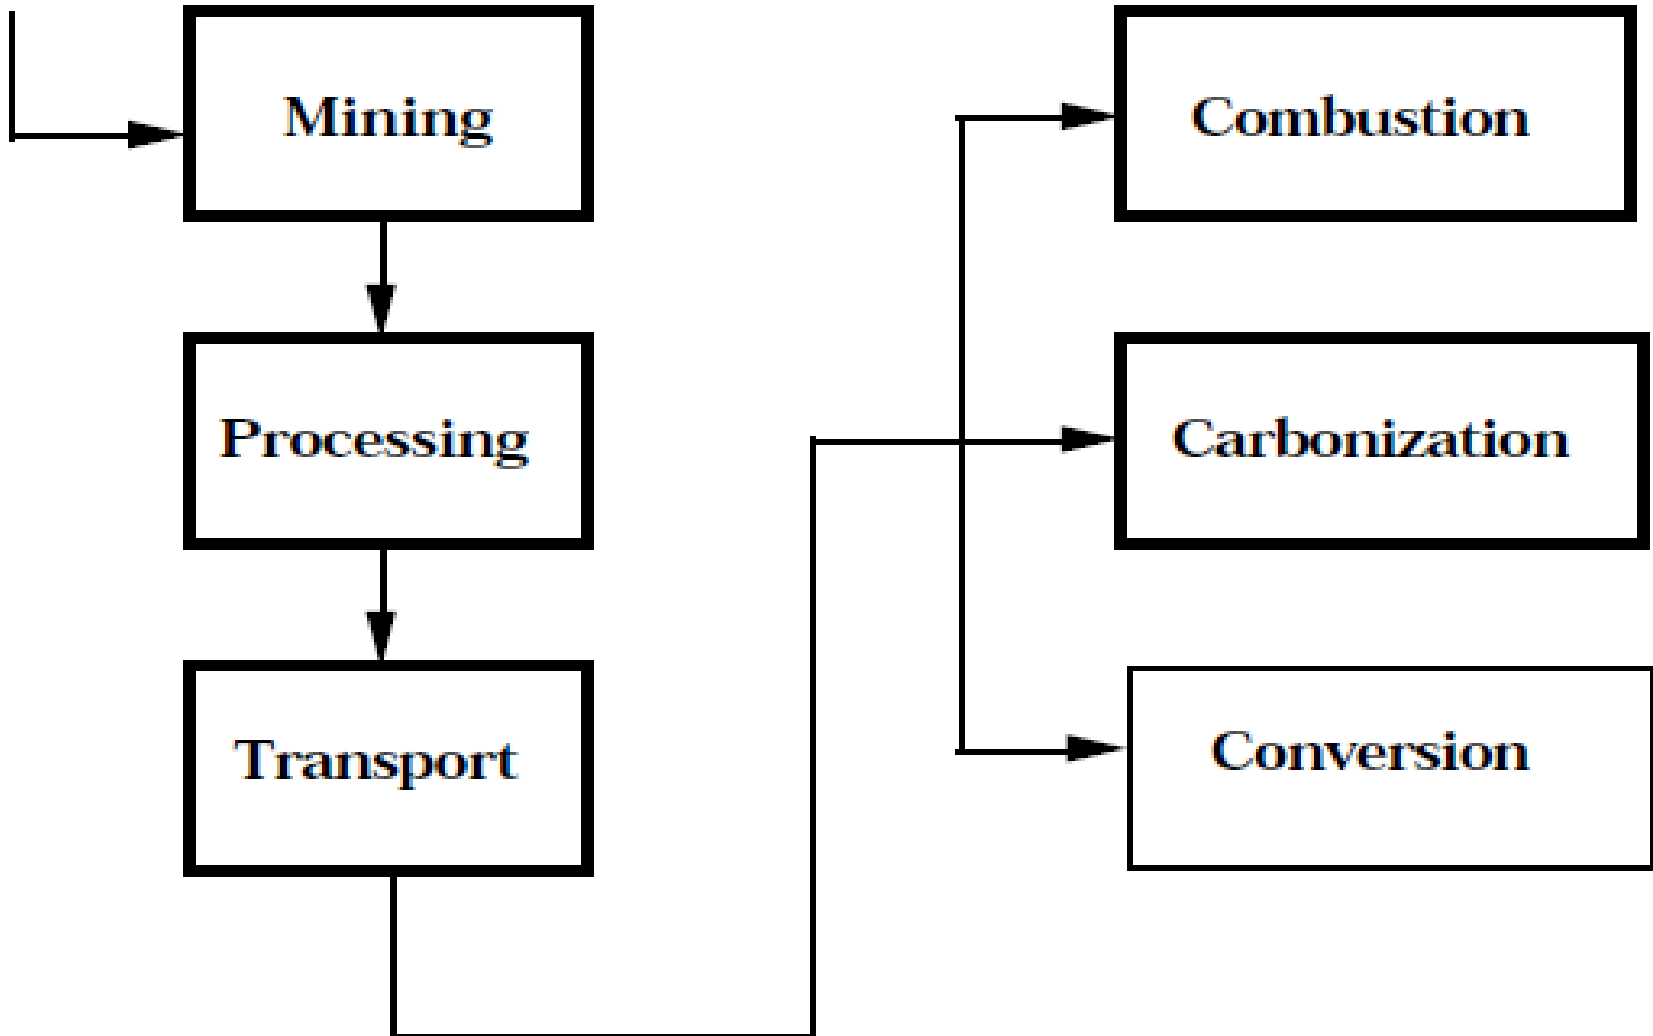 Mining
Processing
Transport
Combustion
Carbonization
Conversion